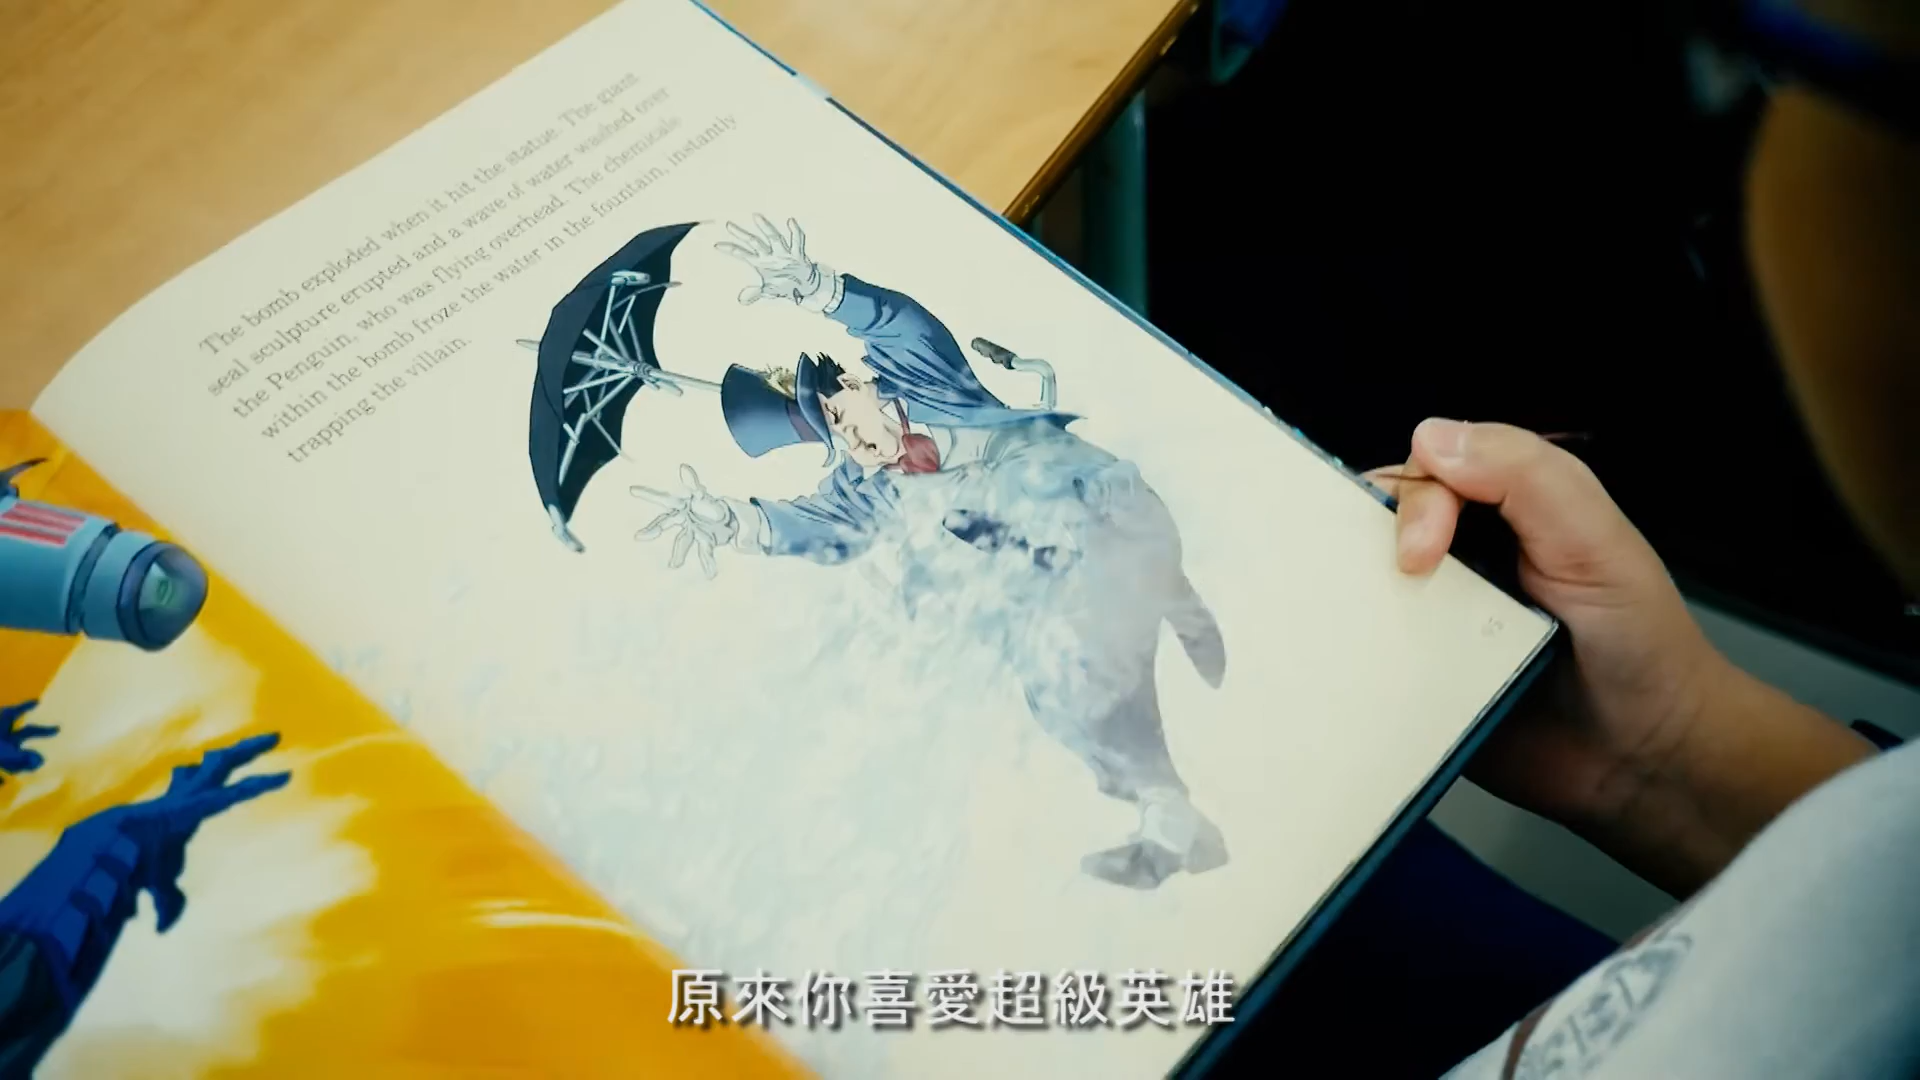 The bomb exploded when it hit the statue. The giant
seal sculpture erupted and a wave of water washed over
the Penguin, who was flying overhead. The chemicals
within the bomb froze the water in the fountain, instantly
trapping the villain.
原來你喜愛超級英雄